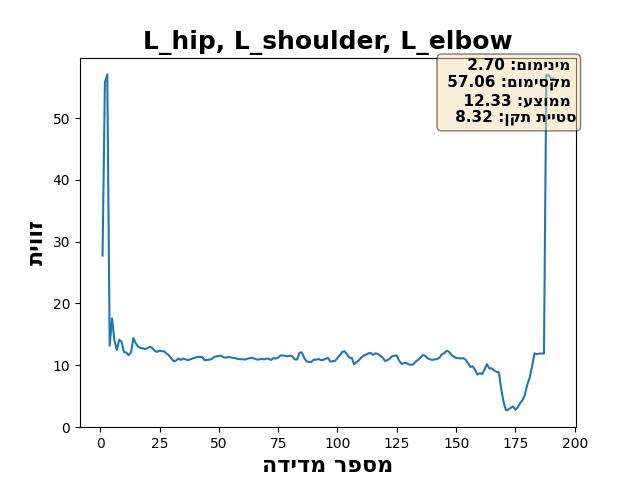 L_hip, L_shoulder, L_elbow
מינימום: 2.70
מקסימום: 57.06
ממוצע: 12.33
סטיית תקן: 8.32
זווית
50
40
30
20
10
0
0 25 50 75 100 125 150 175 200
מספר מדידה